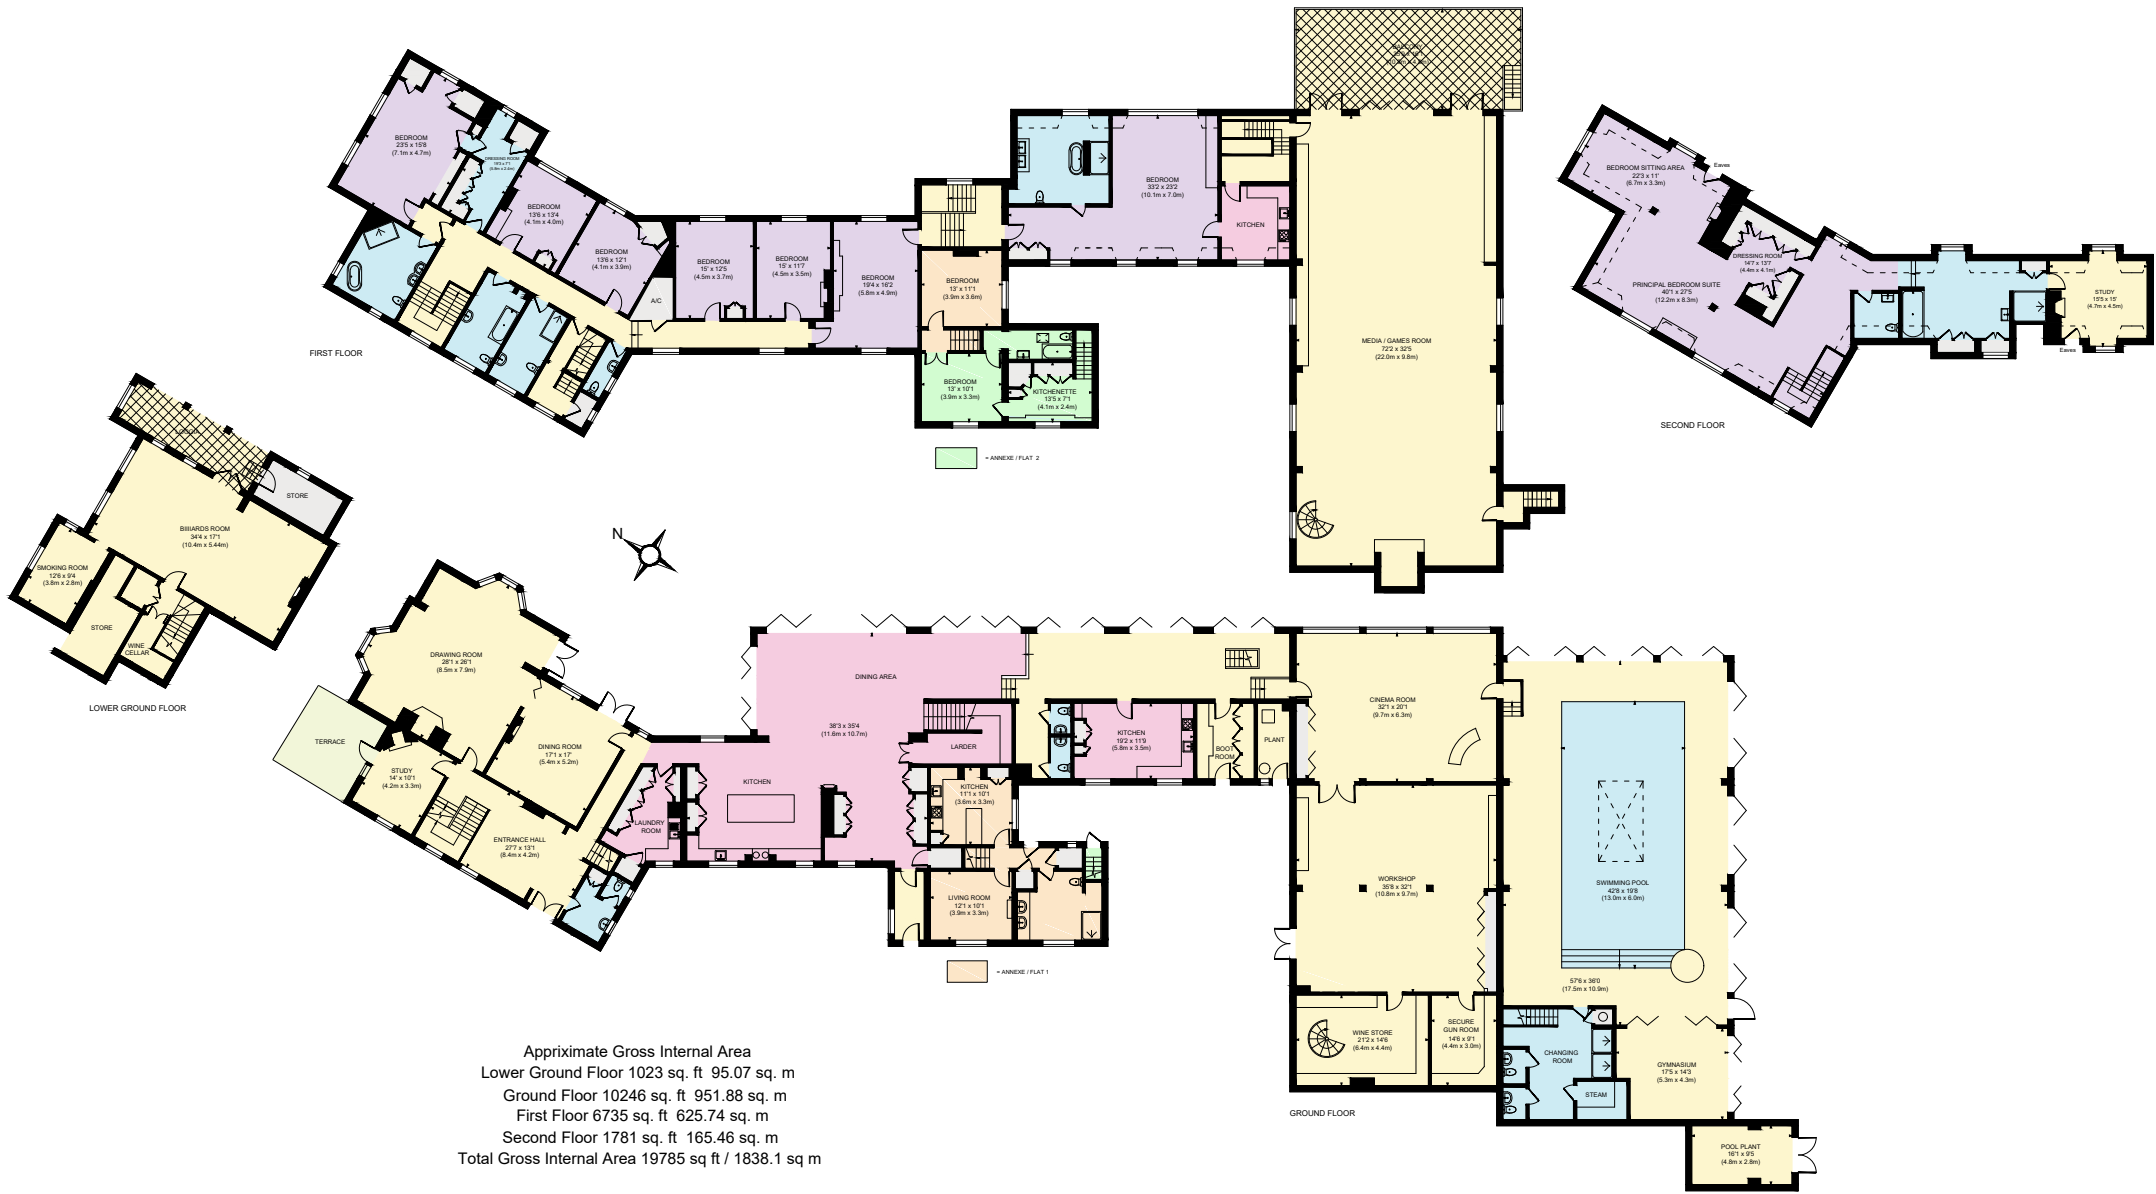 BALCONY
BEDROOM
23'5 x 15'8
(7.1m x 4.7m)
DRESSING ROOM
BEDROOM
13'6 x 13'4
(4.1m x 4.0m)
BEDROOM
13'6 x 12'1
(4.1m x 3.9m)
A/C
BEDROOM
15' x 12'5
(4.5m x 3.7m)
BEDROOM
15' x 11'7
(4.5m x 3.5m)
BEDROOM
19'4 x 16'2
(5.8m x 4.9m)
BEDROOM
13' x 11'1
(3.9m x 3.6m)
BEDROOM
33'2 x 23'2
(10.1m x 7.0m)
KITCHEN
BEDROOM
13' x 10'1
(3.9m x 3.3m)
KITCHENETTE
13'5 x 7'1
(4.1m x 2.4m)
MEDIA / GAMES ROOM
72'2 x 32'5
(22.0m x 9.8m)
FIRST FLOOR
= ANNEXE / FLAT 2
Eaves
BEDROOM SITTING AREA
22'3 x 11'
(6.7m x 3.3m)
DRESSING ROOM
14'7 x 13'7
(4.4m x 4.1m)
PRINCIPAL BEDROOM SUITE
40'1 x 27'5
(12.2m x 8.3m)
STUDY
15'5 x 15'
(4.7m x 4.5m)
Eaves
SECOND FLOOR
STORE
BIIIARDS ROOM
34'4 x 17'1
(10.4m x 5.44m)
SMOKING ROOM
12'6 x 9'4
(3.8m x 2.8m)
STORE
WINE
CELLAR
LOWER GROUND FLOOR
N
DRAWING ROOM
28'1 x 26'1
(8.5m x 7.9m)
TERRACE
STUDY
14' x 10'1
(4.2m x 3.3m)
DINING ROOM
17'1 x 17'
(5.4m x 5.2m)
ENTRANCE HALL
27'7 x 13'1
(8.4m x 4.2m)
LAUNDRY
ROOM
KITCHEN
DINING AREA
38'3 x 35'4
(11.6m x 10.7m)
LARDER
KITCHEN
11'1 x 10'1
(3.6m x 3.3m)
LIVING ROOM
12'1 x 10'1
(3.9m x 3.3m)
= ANNEXE / FLAT 1
KITCHEN
19'2 x 11'9
(5.8m x 3.5m)
BOOT
ROOM
PLANT
CINEMA ROOM
32'1 x 20'1
(9.7m x 6.3m)
WORKSHOP
35'8 x 32'1
(10.8m x 9.7m)
WINE STORE
21'2 x 14'6
(6.4m x 4.4m)
SECURE
GUN ROOM
14'6 x 9'1
(4.4m x 3.0m)
SWIMMING POOL
42'8 x 19'8
(13.0m x 6.0m)
57'6 x 36'0
(17.5m x 10.9m)
CHANGING
ROOM
STEAM
GYMNASIUM
17'5 x 14'3
(5.3m x 4.3m)
POOL PLANT
16'1 x 9'5
(4.8m x 2.8m)
GROUND FLOOR
Appriximate Gross Internal Area
Lower Ground Floor 1023 sq. ft 95.07 sq. m
Ground Floor 10246 sq. ft 951.88 sq. m
First Floor 6735 sq. ft 625.74 sq. m
Second Floor 1781 sq. ft 165.46 sq. m
Total Gross Internal Area 19785 sq ft / 1838.1 sq m